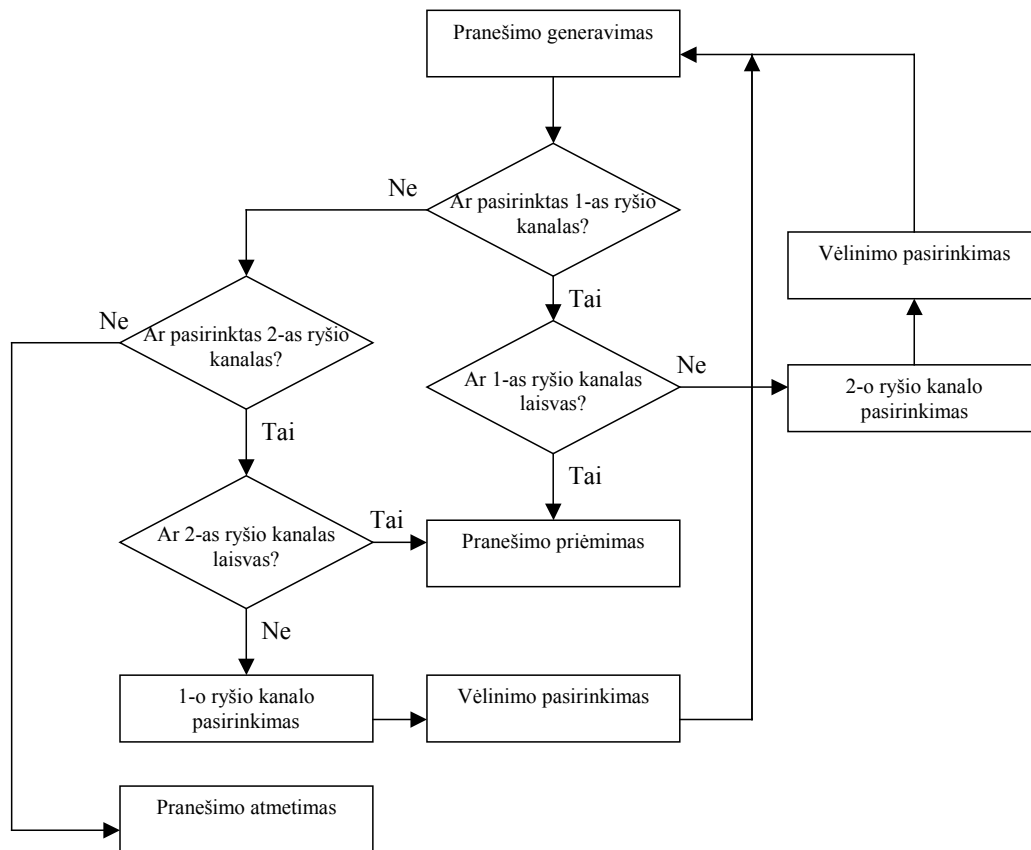 Pranešimo generavimas
Ne
Ar pasirinktas 1-as ryšio
kanalas?
Vėlinimo pasirinkimas
Tai
Ne
Ar pasirinktas 2-as ryšio
kanalas?
Ar 1-as ryšio kanalas
laisvas?
Ne
2-o ryšio kanalo
pasirinkimas
Tai
Tai
Ar 2-as ryšio kanalas
laisvas?
Tai
Pranešimo priėmimas
Ne
1-o ryšio kanalo
pasirinkimas
Vėlinimo pasirinkimas
Pranešimo atmetimas